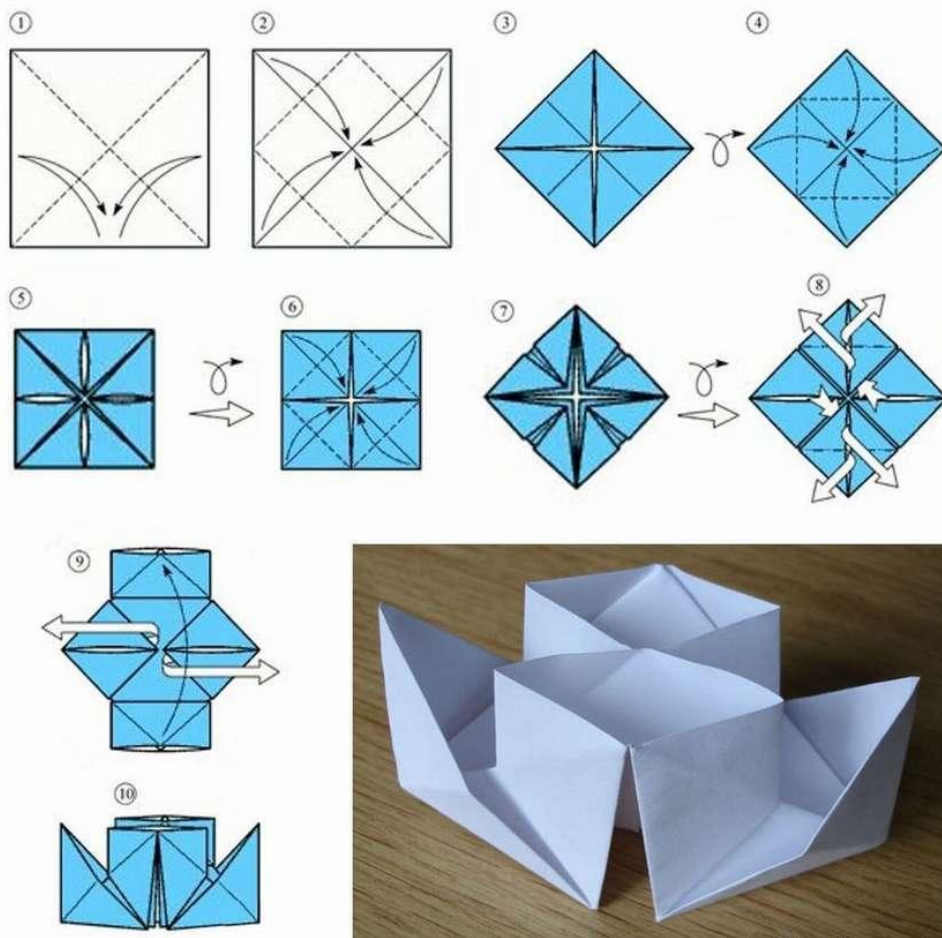 ① ② ③ ④
⑤ ⑥ ⑦ ⑧
⑨
⑩